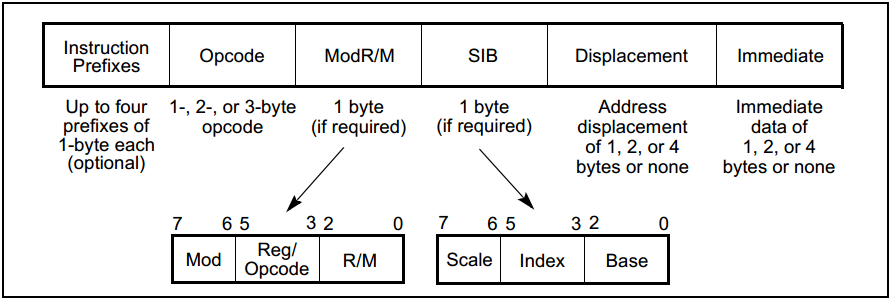 Instruction Prefixes
Opcode
ModR/M
SIB
Displacement
Immediate
Up to four
prefixes of
1-byte each
(optional)
1-, 2-, or 3-byte
opcode
1 byte
(if required)
1 byte
(if required)
Address
displacement
of 1, 2, or 4
bytes or none
Immediate
data of
1, 2, or 4
bytes or none
7 6 5 3 2 0
Mod
Reg/
Opcode
R/M
7 6 5 3 2 0
Scale
Index
Base